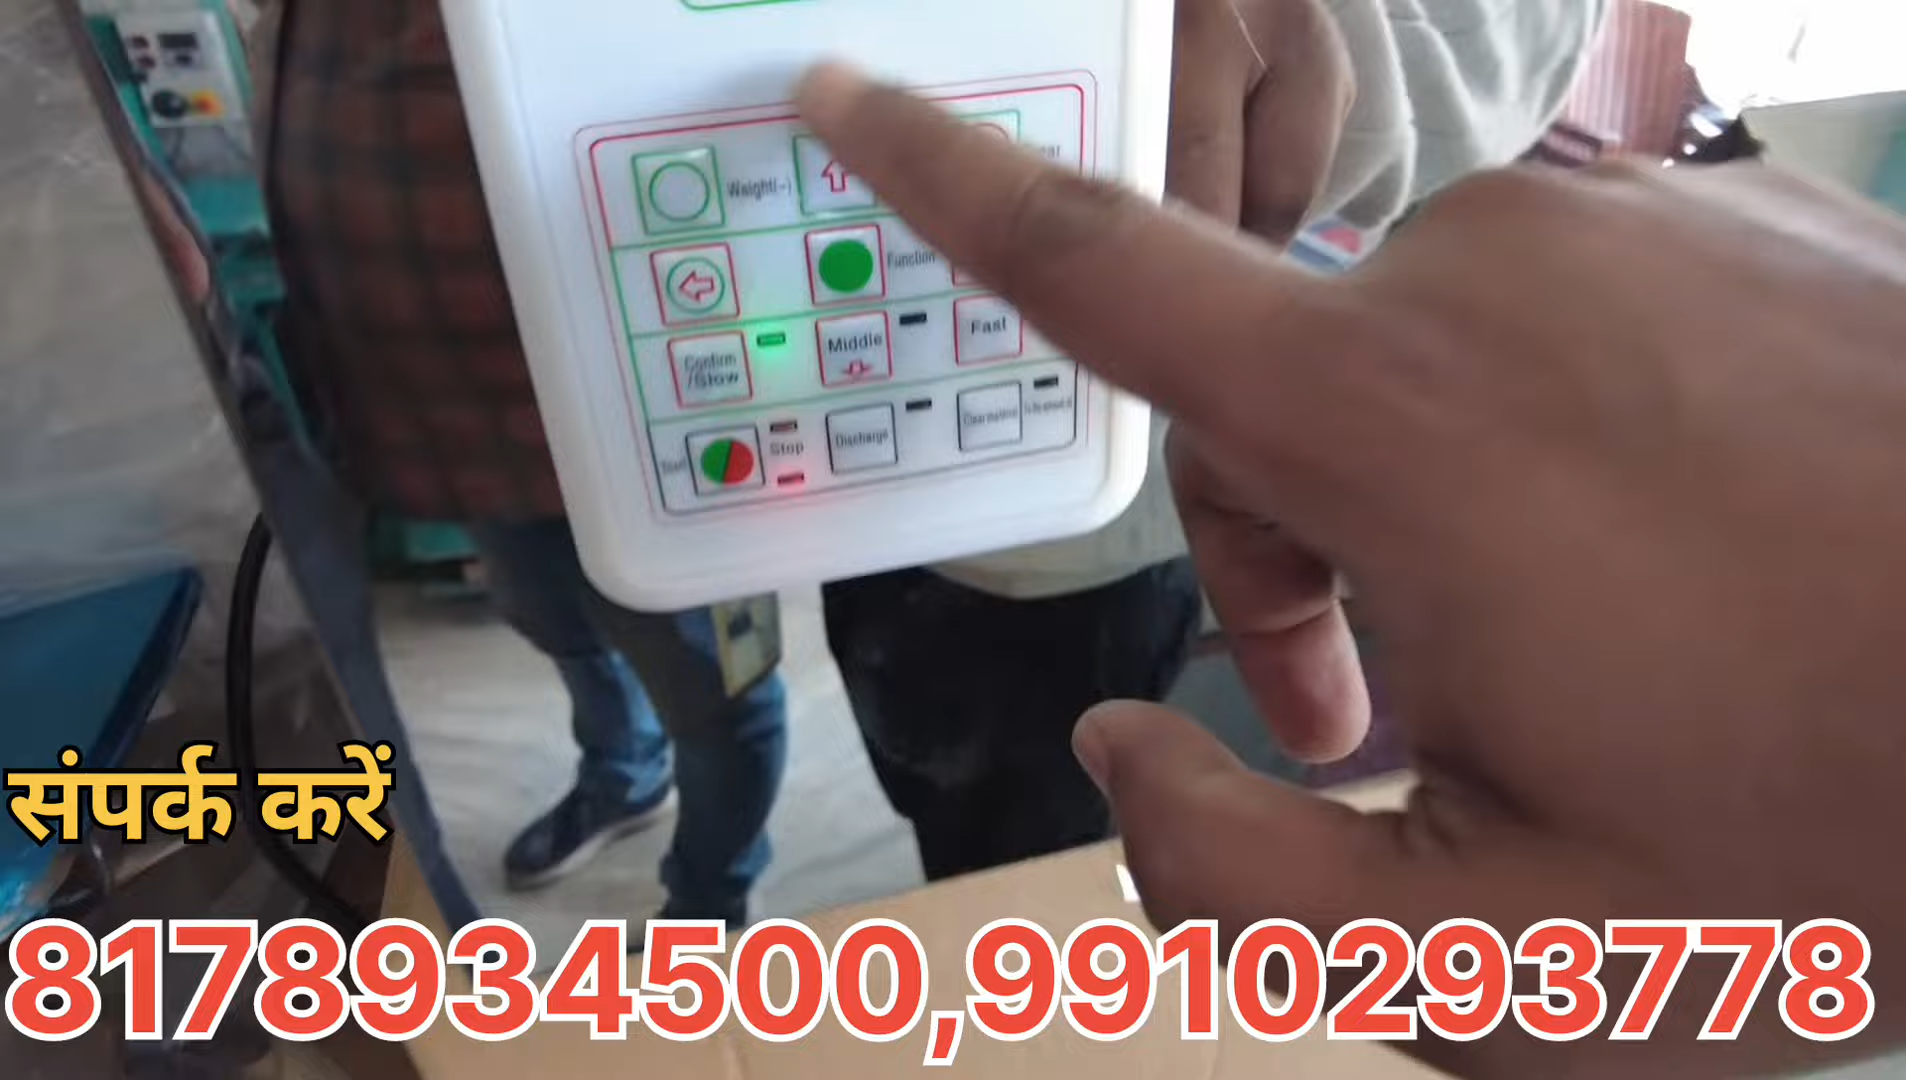 Weight(-)
Function
Confirm
/Slow
Middle
Fast
Stop
Discharge
संपर्क करें
8178934500,9910293778